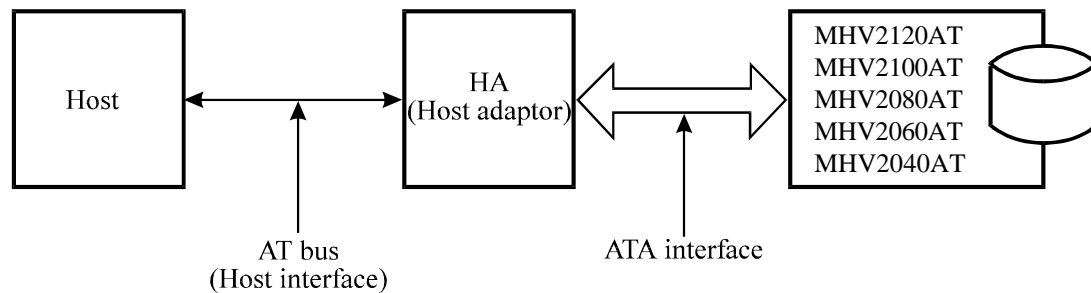 Host
HA
(Host adaptor)
MHV2120AT
MHV2100AT
MHV2080AT
MHV2060AT
MHV2040AT
AT bus
(Host interface)
ATA interface